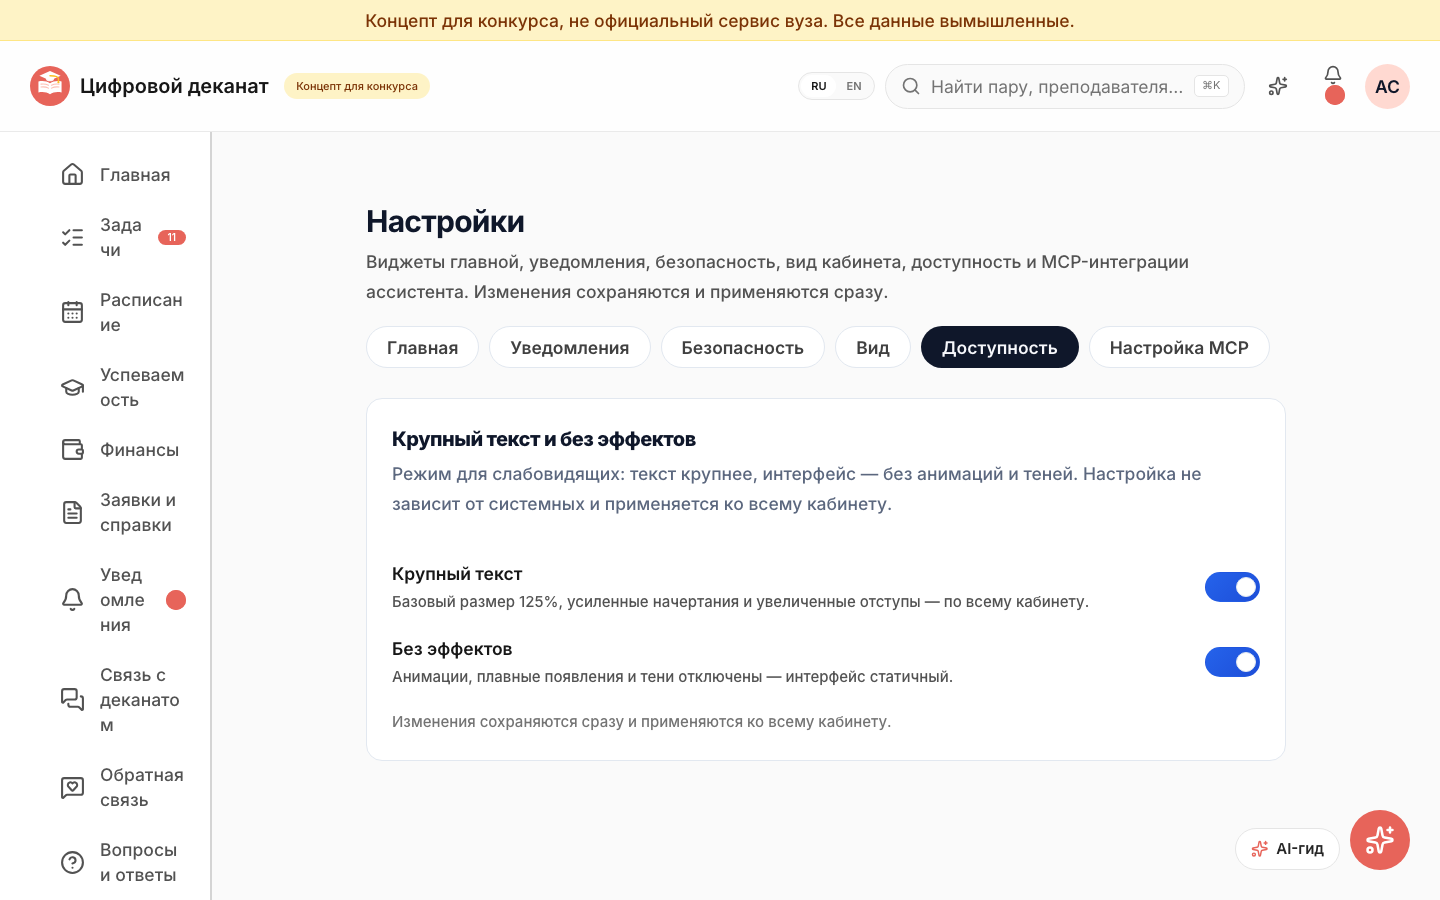 Концепт для конкурса, не официальный сервис вуза. Все данные вымышленные.
Цифровой деканат
Концепт для конкурса
RU EN
Найти пару, преподавателя...
⌘K
АС
Главная
Зада
чи
11
Расписан
ие
Успеваем
ость
Финансы
Заявки и
справки
Увед
омле
ния
Связь с
деканато
м
Обратная
связь
Вопросы
и ответы
Настройки
Виджеты главной, уведомления, безопасность, вид кабинета, доступность и MCP-интеграции
ассистента. Изменения сохраняются и применяются сразу.
Главная Уведомления Безопасность Вид Доступность Настройка MCP
Крупный текст и без эффектов
Режим для слабовидящих: текст крупнее, интерфейс — без анимаций и теней. Настройка не
зависит от системных и применяется ко всему кабинету.
Крупный текст
Базовый размер 125%, усиленные начертания и увеличенные отступы — по всему кабинету.
Без эффектов
Анимации, плавные появления и тени отключены — интерфейс статичный.
Изменения сохраняются сразу и применяются ко всему кабинету.
AI-гид